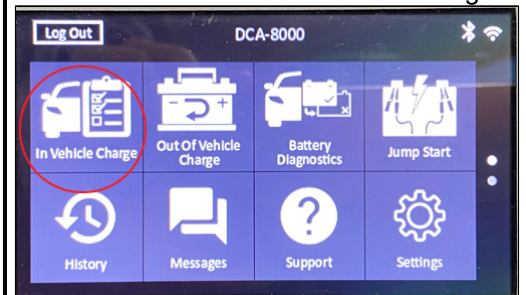 Log Out
DCA-8000
In Vehicle Charge
Out Of Vehicle
Charge
Battery
Diagnostics
Jump Start
History
Messages
Support
Settings